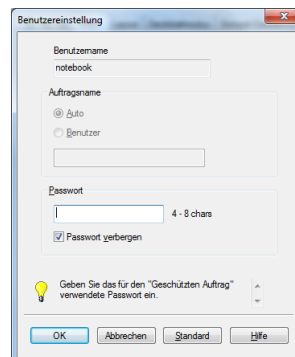 Benutzereinstellung
Benutzername
notebook
Auftragsname
Auto
Benutzer
Passwort
4 - 8 chars
Passwort verbergen
Geben Sie das für den "Geschützten Auftrag"
verwendete Passwort ein.
OK Abbrechen Standard Hilfe